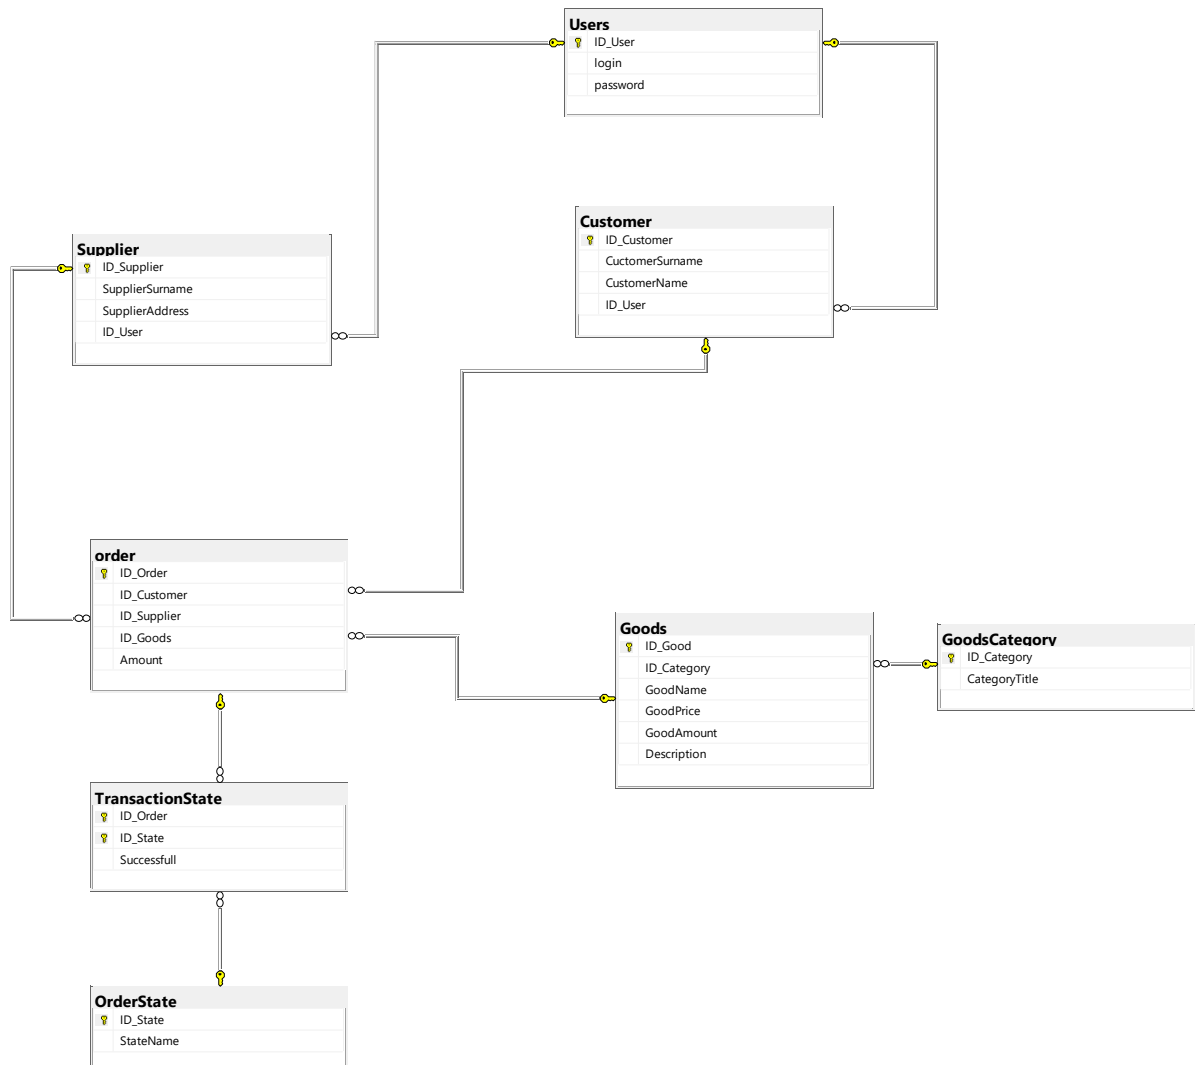 Users
ID_User
login
password
Customer
ID_Customer
CuctomerSurname
CustomerName
ID_User
Supplier
ID_Supplier
SupplierSurname
SupplierAddress
ID_User
order
ID_Order
ID_Customer
ID_Supplier
ID_Goods
Amount
Goods
ID_Good
ID_Category
GoodName
GoodPrice
GoodAmount
Description
GoodsCategory
ID_Category
CategoryTitle
TransactionState
ID_Order
ID_State
Successfull
OrderState
ID_State
StateName